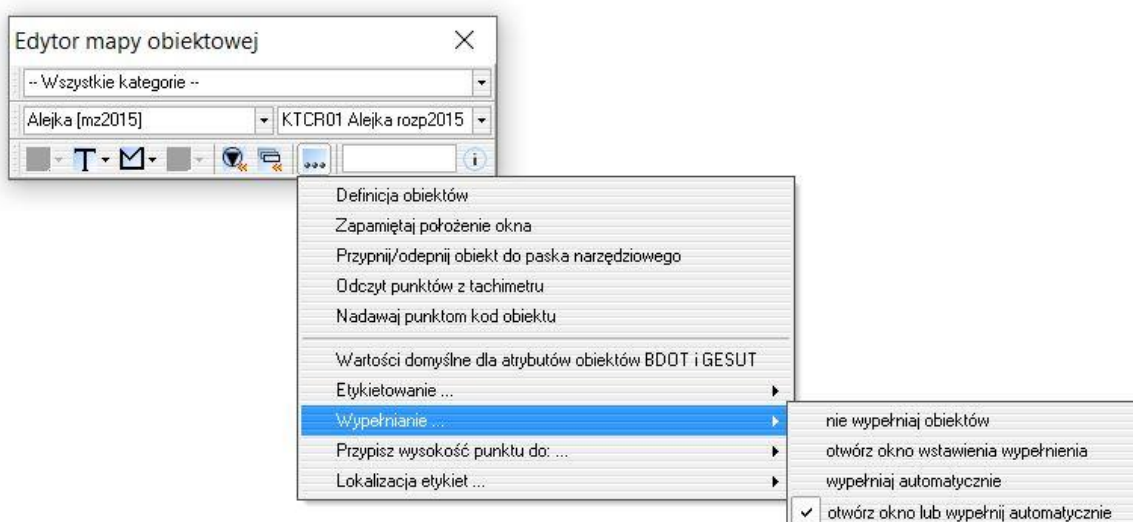 Edytor mapy obiektowej
-- Wszystkie kategorie --
Alejka [mz2015]
KTCR01 Alejka rozp2015
Definicja obiektów
Zapamiętaj położenie okna
Przypnij/odepnij obiekt do paska narzędziowego
Odczyt punktów z tachimetru
Nadawaj punktom kod obiektu
Wartości domyślne dla atrybutów obiektów BDOT i GESUT
Etykietowanie ...
Wypełnianie ...
Przypisz wysokość punktu do: ...
Lokalizacja etykiet ...
nie wypełniaj obiektów
otwórz okno wstawienia wypełnienia
wypełniaj automatycznie
otwórz okno lub wypełnij automatycznie